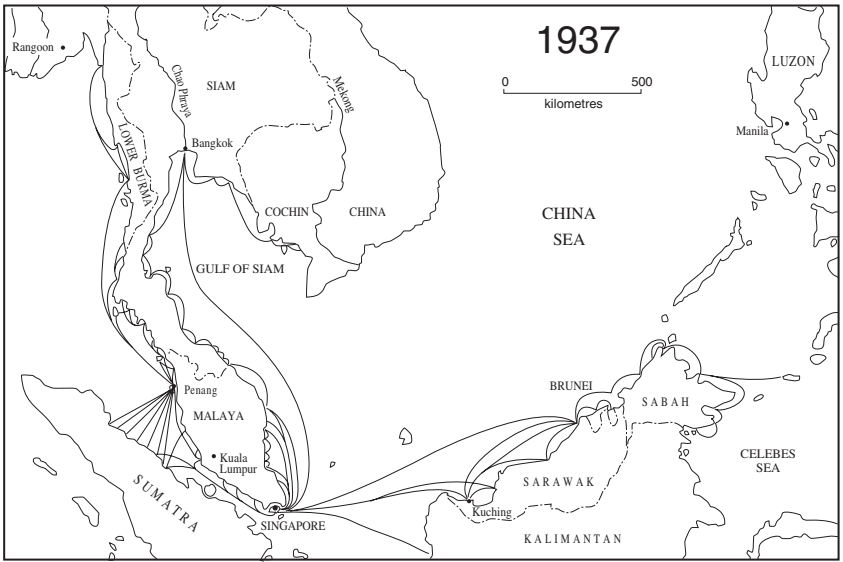 1937
0 500
kilometres
Rangoon
Chao Phraya
SIAM
Mekong
LUZON
Manila
LOWER BURMA
Bangkok
COCHIN
CHINA
CHINA
SEA
GULF OF SIAM
Penang
MALAYA
BRUNEI
SABAH
Kuala
Lumpur
CELEBES
SEA
SUMATRA
SARAWAK
Kuching
SINGAPORE
KALIMANTAN